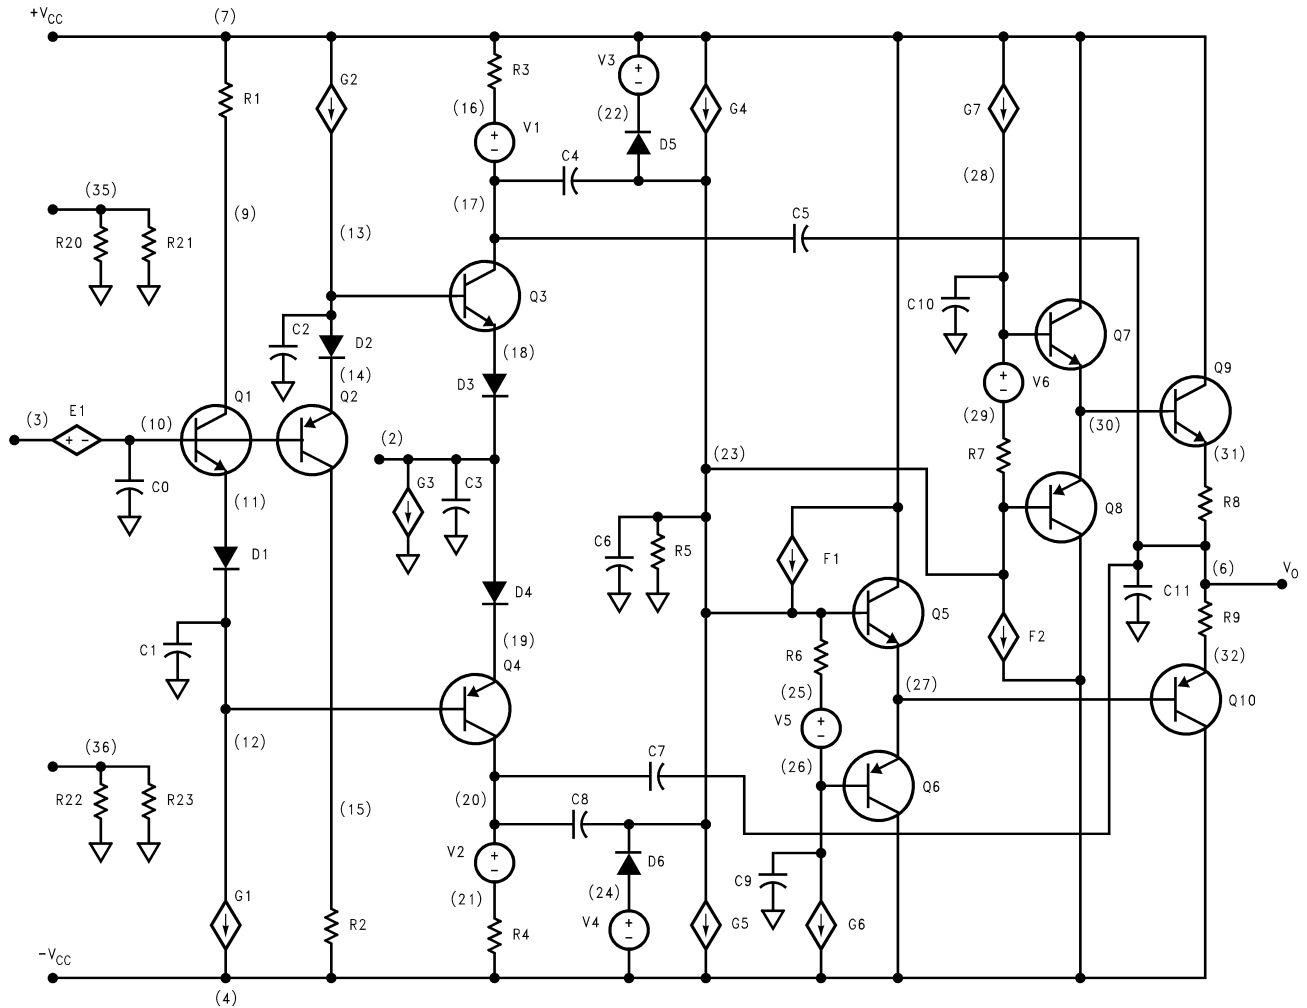 (7)
+VCC
R1
G2
R3
V3
(16)
V1
(22)
D5
G4
G7
C4
(28)
(35)
R20
R21
(9)
(13)
(17)
C5
Q3
C10
Q7
C2
D2
(14)
(18)
D3
V6
Q9
(29)
(30)
(3)
E1
(10)
Q1
Q2
(2)
(23)
R7
(31)
C0
(11)
G3
C3
Q8
R8
D1
C6
R5
F1
(6)
VO
C11
D4
Q5
R9
C1
(19)
F2
R6
(32)
Q4
(25)
(27)
Q10
V5
(12)
(36)
R22
R23
C7
(26)
Q6
(15)
(20)
C8
V2
D6
C9
(21)
(24)
G1
R2
R4
V4
G5
G6
−VCC
(4)